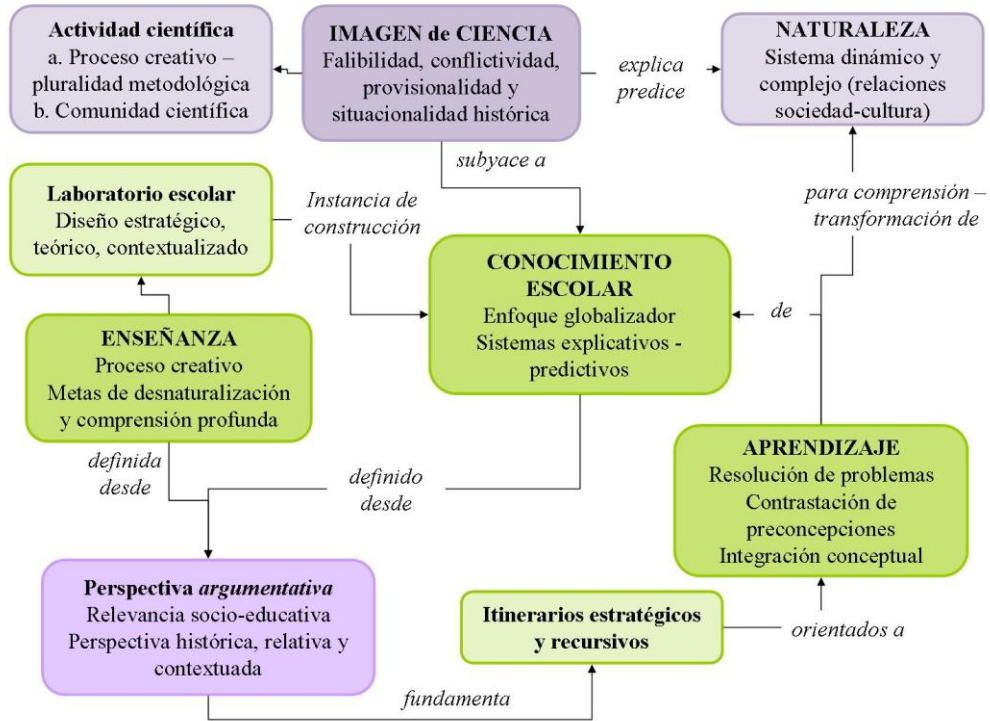 Actividad científica
a. Proceso creativo –
pluralidad metodológica
b. Comunidad científica
IMAGEN de CIENCIA
Falibilidad, conflictividad,
provisionalidad y
situacionalidad histórica
explica
predice
NATURALEZA
Sistema dinámico y
complejo (relaciones
sociedad-cultura)
subyace a
Laboratorio escolar
Diseño estratégico,
teórico, contextualizado
Instancia de
construcción
para comprensión –
transformación de
CONOCIMIENTO
ESCOLAR
Enfoque globalizador
Sistemas explicativos -
predictivos
de
ENSEÑANZA
Proceso creativo
Metas de desnaturalización
y comprensión profunda
definida
desde
definido
desde
APRENDIZAJE
Resolución de problemas
Contrastación de
preconcepciones
Integración conceptual
Perspectiva argumentativa
Relevancia socio-educativa
Perspectiva histórica, relativa y
contextuada
Itinerarios estratégicos
y recursivos
orientados a
fundamenta